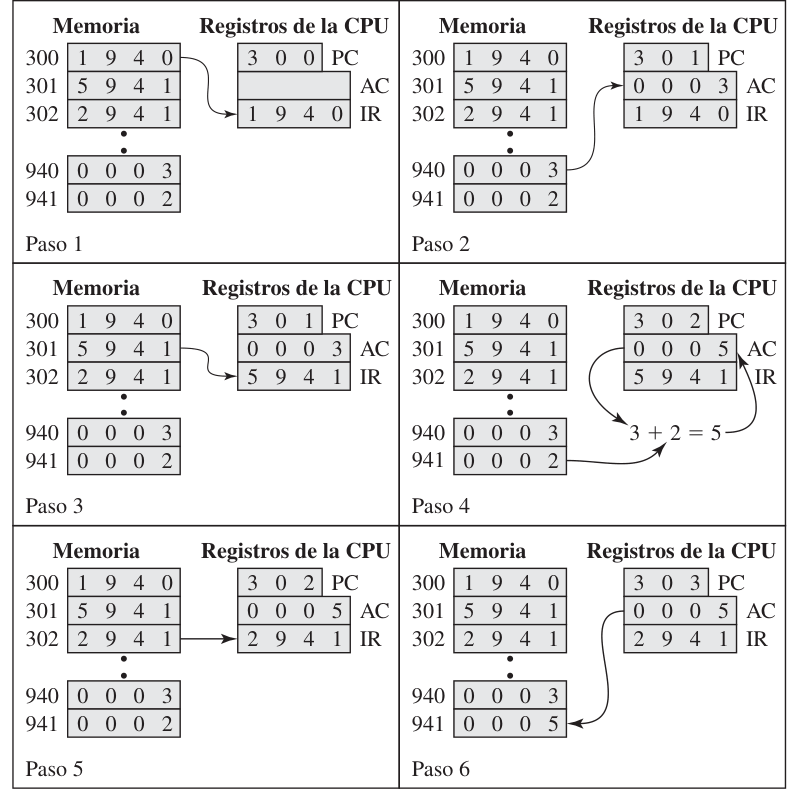 Memoria Registros de la CPU
300 1 9 4 0 3 0 0 PC
301 5 9 4 1 AC
302 2 9 4 1 1 9 4 0 IR
940 0 0 0 3
941 0 0 0 2
Paso 1
Memoria Registros de la CPU
300 1 9 4 0 3 0 1 PC
301 5 9 4 1 0 0 0 3 AC
302 2 9 4 1 1 9 4 0 IR
940 0 0 0 3
941 0 0 0 2
Paso 2
Memoria Registros de la CPU
300 1 9 4 0 3 0 1 PC
301 5 9 4 1 0 0 0 3 AC
302 2 9 4 1 5 9 4 1 IR
940 0 0 0 3
941 0 0 0 2
Paso 3
Memoria Registros de la CPU
300 1 9 4 0 3 0 2 PC
301 5 9 4 1 0 0 0 5 AC
302 2 9 4 1 5 9 4 1 IR
940 0 0 0 3 3 + 2 = 5
941 0 0 0 2
Paso 4
Memoria Registros de la CPU
300 1 9 4 0 3 0 2 PC
301 5 9 4 1 0 0 0 5 AC
302 2 9 4 1 2 9 4 1 IR
940 0 0 0 3
941 0 0 0 2
Paso 5
Memoria Registros de la CPU
300 1 9 4 0 3 0 3 PC
301 5 9 4 1 0 0 0 5 AC
302 2 9 4 1 2 9 4 1 IR
940 0 0 0 3
941 0 0 0 5
Paso 6